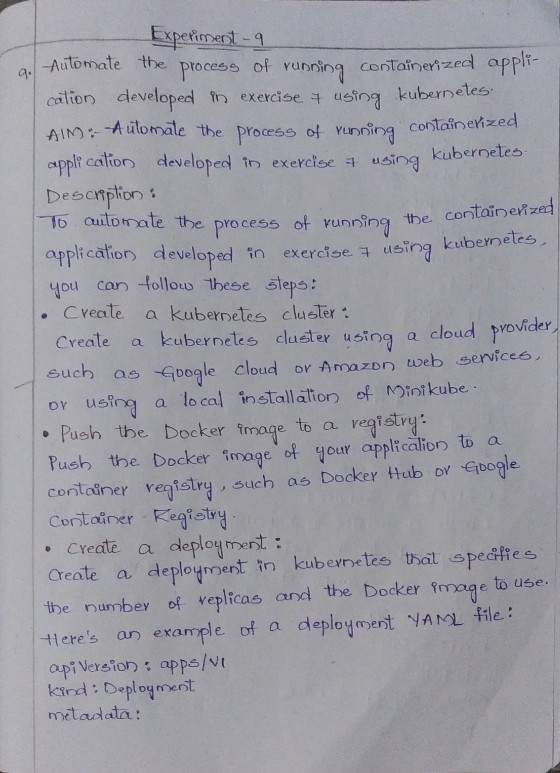 Experiment - 9
9. Automate the process of running containerized appli-
cation developed in exercise 7 using kubernetes.
AIM:- Automate the process of running containerized
application developed in exercise 7 using kubernetes.
Description:
To automate the process of running the containerized
application developed in exercise 7 using kubernetes,
you can follow these steps:
• Create a kubernetes cluster:
Create a kubernetes cluster using a cloud provider,
such as Google cloud or Amazon web services,
or using a local installation of Minikube.
• Push the Docker image to a registry:
Push the Docker image of your application to a
container registry, such as Docker Hub or Google
Container Registry.
• Create a deployment:
Create a deployment in kubernetes that specifies
the number of replicas and the Docker image to use.
Here's an example of a deployment YAML file:
apiVersion: apps/V1
kind: Deployment
metadata: